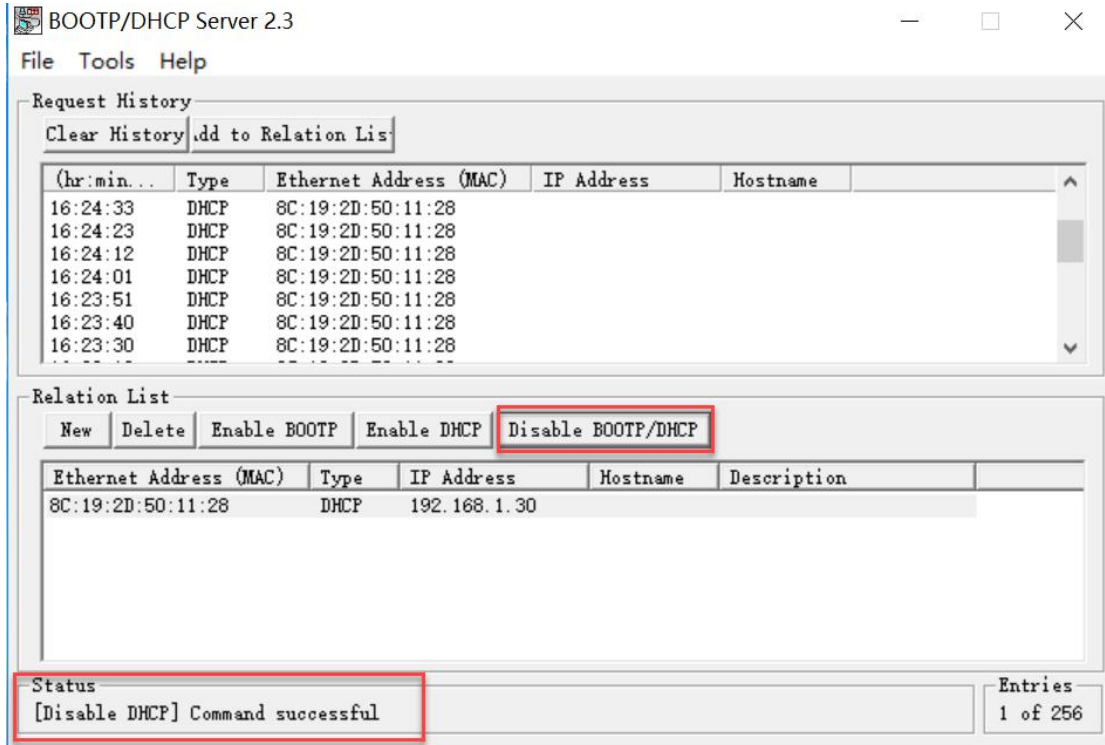 BOOTP/DHCP Server 2.3
File Tools Help
Request History
Clear History dd to Relation Lis
(hr:min... Type Ethernet Address (MAC) IP Address Hostname
16:24:33 DHCP 8C:19:2D:50:11:28
16:24:23 DHCP 8C:19:2D:50:11:28
16:24:12 DHCP 8C:19:2D:50:11:28
16:24:01 DHCP 8C:19:2D:50:11:28
16:23:51 DHCP 8C:19:2D:50:11:28
16:23:40 DHCP 8C:19:2D:50:11:28
16:23:30 DHCP 8C:19:2D:50:11:28
Relation List
New Delete Enable BOOTP Enable DHCP Disable BOOTP/DHCP
Ethernet Address (MAC) Type IP Address Hostname Description
8C:19:2D:50:11:28 DHCP 192.168.1.30
Status
[Disable DHCP] Command successful
Entries
1 of 256